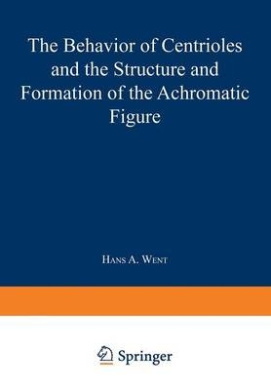 The Behavior of Centrioles
and the Structure and
Formation of the Achromatic
Figure
HANS A. WENT
Springer